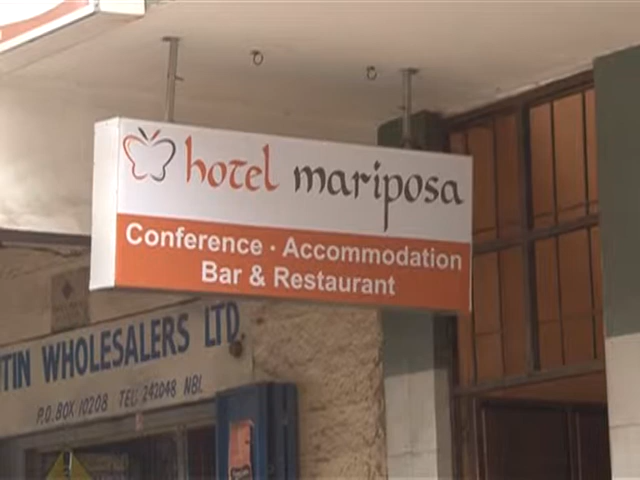 hotel mariposa
Conference · Accommodation
Bar & Restaurant
TIN WHOLESALERS LTD.
P.O. BOX 10208 TEL: 242048 NBI